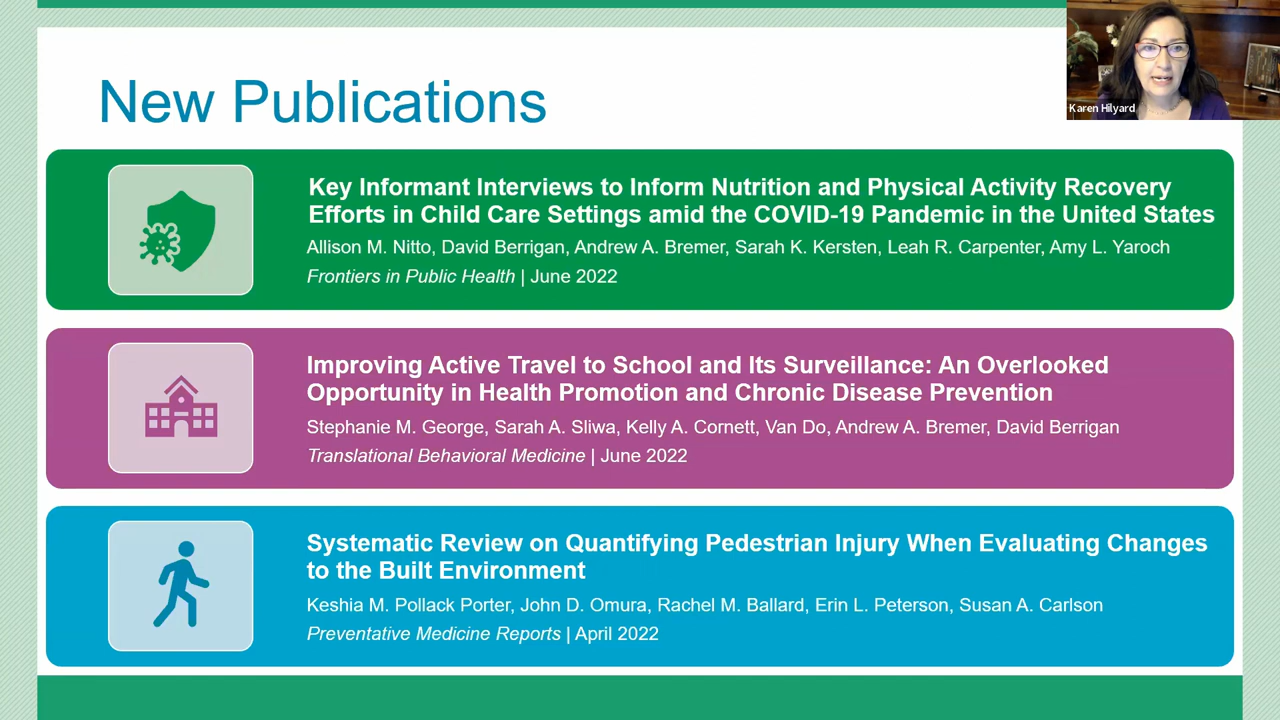 New Publications
Karen Hilyard
Key Informant Interviews to Inform Nutrition and Physical Activity Recovery
Efforts in Child Care Settings amid the COVID-19 Pandemic in the United States
Allison M. Nitto, David Berrigan, Andrew A. Bremer, Sarah K. Kersten, Leah R. Carpenter, Amy L. Yaroch
Frontiers in Public Health | June 2022
Improving Active Travel to School and Its Surveillance: An Overlooked
Opportunity in Health Promotion and Chronic Disease Prevention
Stephanie M. George, Sarah A. Sliwa, Kelly A. Cornett, Van Do, Andrew A. Bremer, David Berrigan
Translational Behavioral Medicine | June 2022
Systematic Review on Quantifying Pedestrian Injury When Evaluating Changes
to the Built Environment
Keshia M. Pollack Porter, John D. Omura, Rachel M. Ballard, Erin L. Peterson, Susan A. Carlson
Preventative Medicine Reports | April 2022